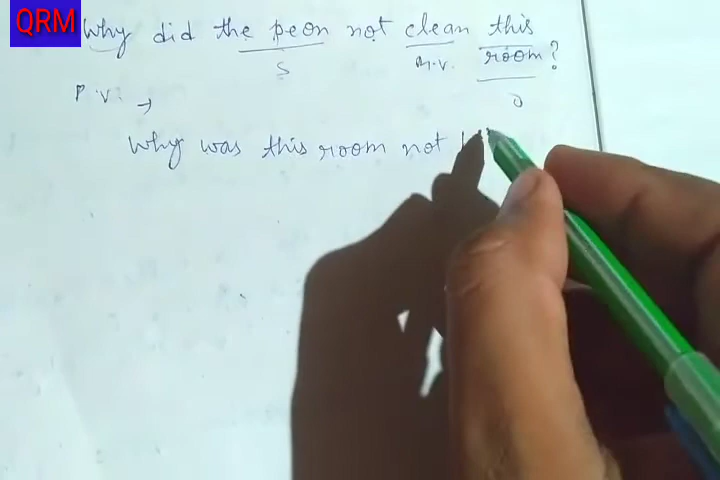 QRM
Why did the peon not clean this
room?
S
M.V.
O
P.V. →
Why was this room not